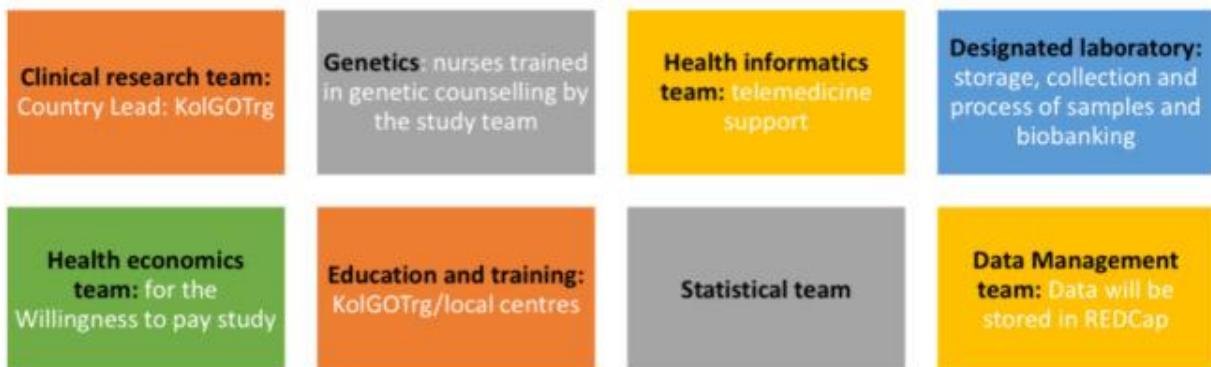 Clinical research team:
Country Lead: KolGOTrg
Genetics: nurses trained
in genetic counselling by
the study team
Health informatics
team: telemedicine
support
Designated laboratory:
storage, collection and
process of samples and
biobanking
Health economics
team: for the
Willingness to pay study
Education and training:
KolGOTrg/local centres
Statistical team
Data Management
team: Data will be
stored in REDCap